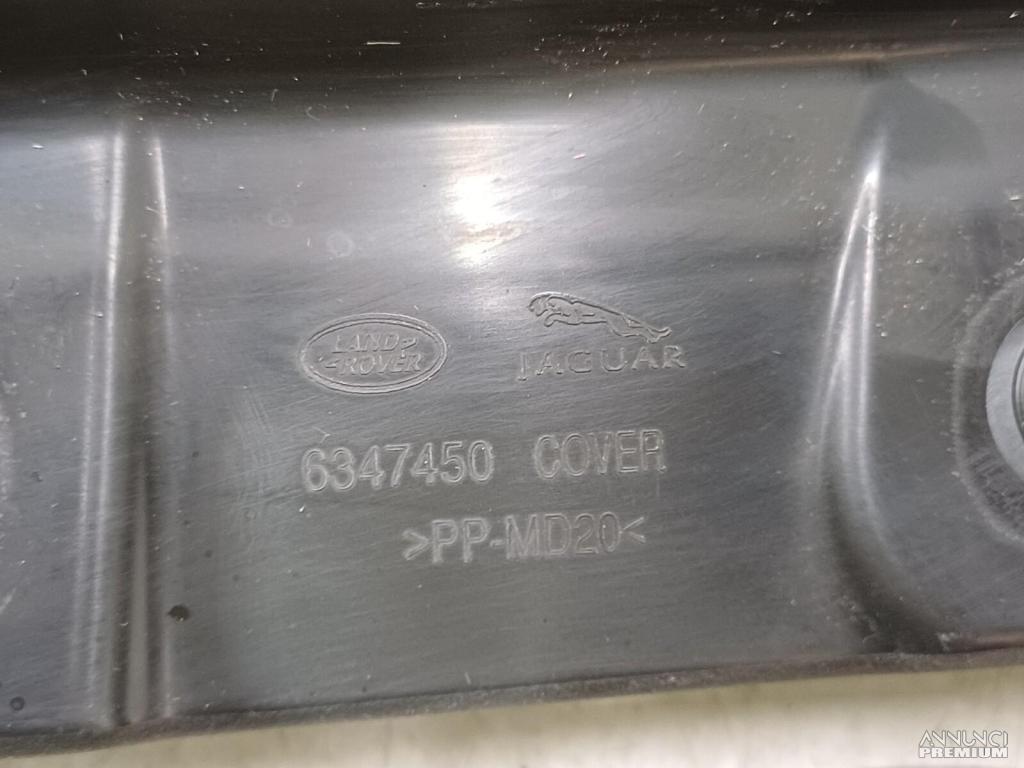 LAND-
-ROVER
JAGUAR
6347450 COVER
>PP-MD20<
ANNUNCI
PREMIUM